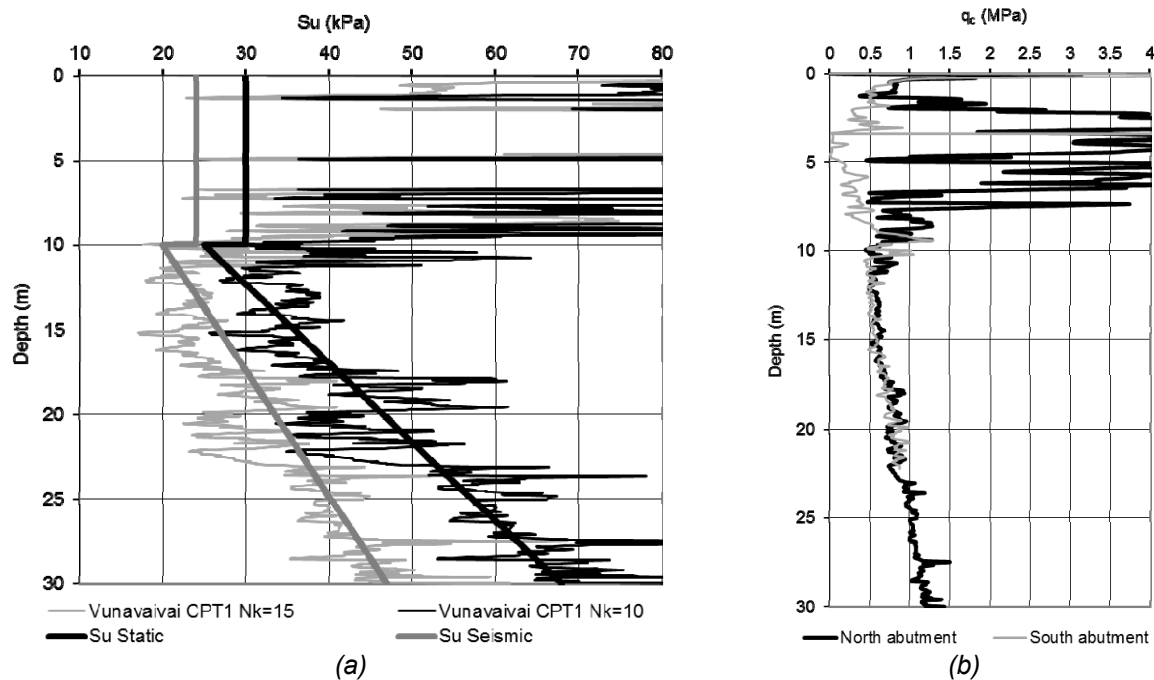 Su (kPa)
10 20 30 40 50 60 70 80
0
5
10
15
20
25
30
Depth (m)
Vunavaivai CPT1 Nk=15
Vunavaivai CPT1 Nk=10
Su Static
Su Seismic
(a)
qc (MPa)
0 0.5 1 1.5 2 2.5 3 3.5 4
0
5
10
15
20
25
30
Depth (m)
North abutment
South abutment
(b)